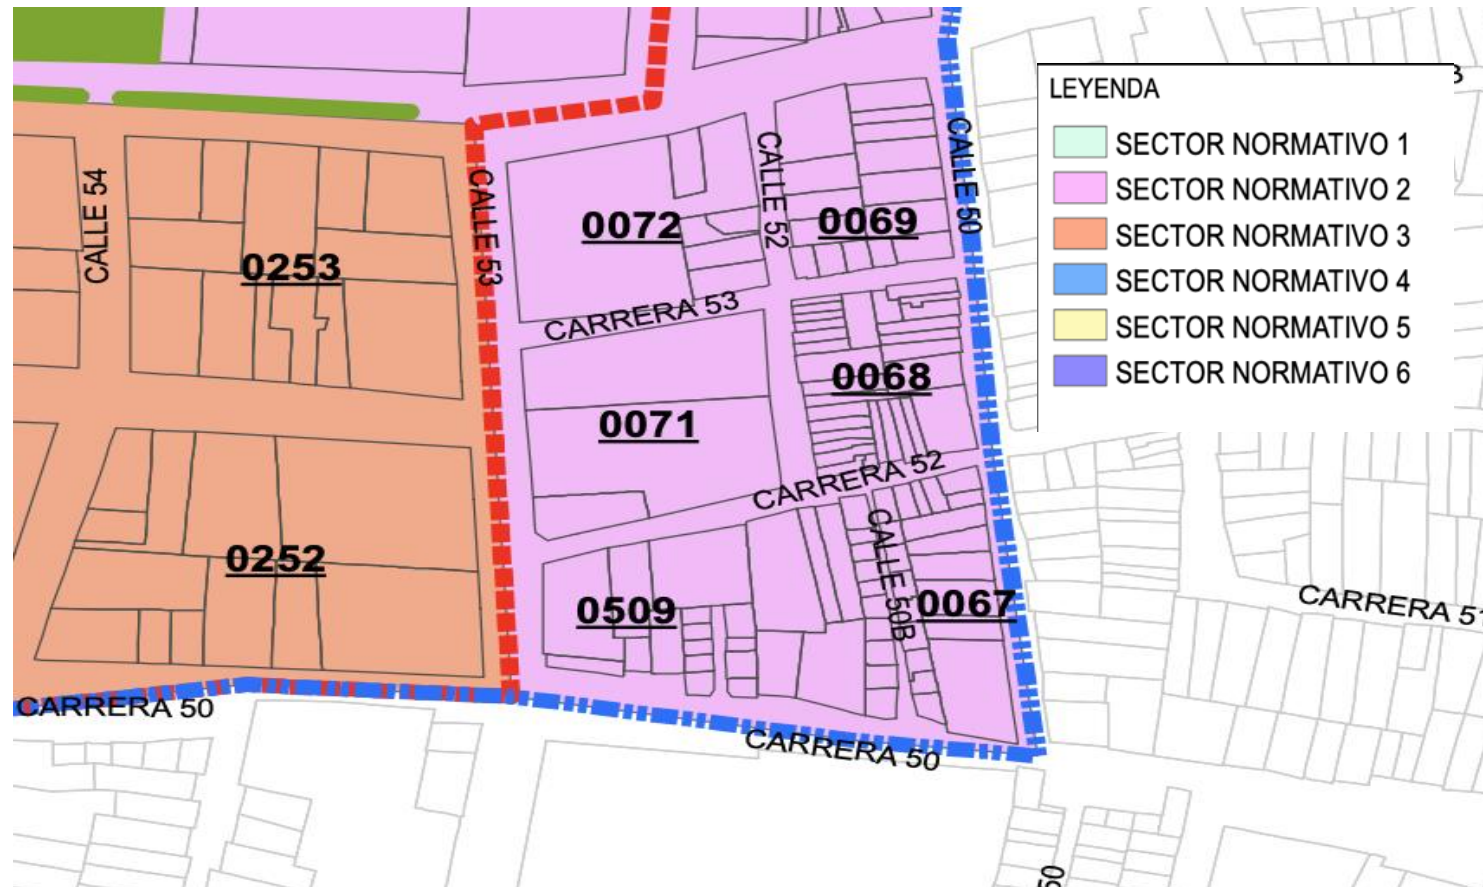 LEYENDA
SECTOR NORMATIVO 1
SECTOR NORMATIVO 2
SECTOR NORMATIVO 3
SECTOR NORMATIVO 4
SECTOR NORMATIVO 5
SECTOR NORMATIVO 6
CALLE 54
CALLE 53
CALLE 52
CALLE 50
0072
0069
0253
CARRERA 53
0068
0071
CARRERA 52
CALLE 50B
0252
0509
0067
CARRERA 51
CARRERA 50
CARRERA 50
50